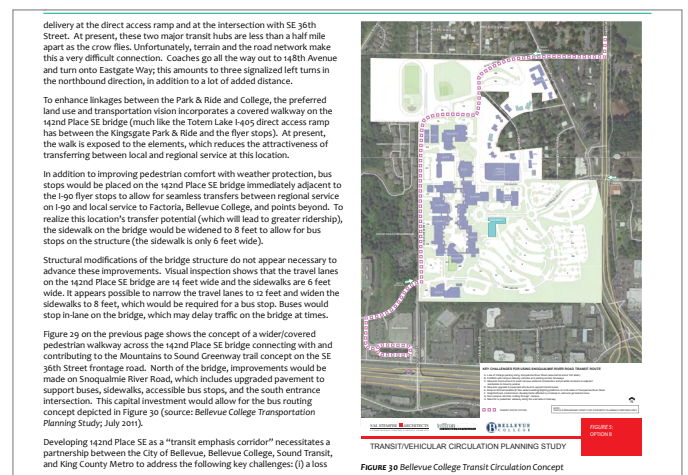 delivery at the direct access ramp and at the intersection with SE 36th
Street. At present, these two major transit hubs are less than a half mile
apart as the crow flies. Unfortunately, terrain and the road network make
this a very difficult connection. Coaches go all the way out to 148th Avenue
and turn onto Eastgate Way; this amounts to three signalized left turns in
the northbound direction, in addition to a lot of added distance.
To enhance linkages between the Park & Ride and College, the preferred
land use and transportation vision incorporates a covered walkway on the
142nd Place SE bridge (much like the Totem Lake I-405 direct access ramp
has between the Kingsgate Park & Ride and the flyer stops). At present,
the walk is exposed to the elements, which reduces the attractiveness of
transferring between local and regional service at this location.
In addition to improving pedestrian comfort with weather protection, bus
stops would be placed on the 142nd Place SE bridge immediately adjacent to
the I-90 flyer stops to allow for seamless transfers between regional service
on I-90 and local service to Factoria, Bellevue College, and points beyond. To
realize this location's transfer potential (which will lead to greater ridership),
the sidewalk on the bridge would be widened to 8 feet to allow for bus
stops on the structure (the sidewalk is only 6 feet wide).
Structural modifications of the bridge structure do not appear necessary to
advance these improvements. Visual inspection shows that the travel lanes
on the 142nd Place SE bridge are 14 feet wide and the sidewalks are 6 feet
wide. It appears possible to narrow the travel lanes to 12 feet and widen the
sidewalks to 8 feet, which would be required for a bus stop. Buses would
stop in-lane on the bridge, which may delay traffic on the bridge at times.
Figure 29 on the previous page shows the concept of a wider/covered
pedestrian walkway across the 142nd Place SE bridge connecting with and
contributing to the Mountains to Sound Greenway trail concept on the SE
36th Street frontage road. North of the bridge, improvements would be
made on Snoqualmie River Road, which includes upgraded pavement to
support buses, sidewalks, accessible bus stops, and the south entrance
intersection. This capital investment would allow for the bus routing
concept depicted in Figure 30 (source: Bellevue College Transportation
Planning Study; July 2011).
Developing 142nd Place SE as a "transit emphasis corridor" necessitates a
partnership between the City of Bellevue, Bellevue College, Sound Transit,
and King County Metro to address the following key challenges: (i) a loss
KEY CHALLENGES FOR USING SNOQUALMIE RIVER ROAD TRANSIT ROUTE
BELLEVUE
COLLEGE
TRANSIT/VEHICULAR CIRCULATION PLANNING STUDY
OPTION B
FIGURE 30 Bellevue College Transit Circulation Concept